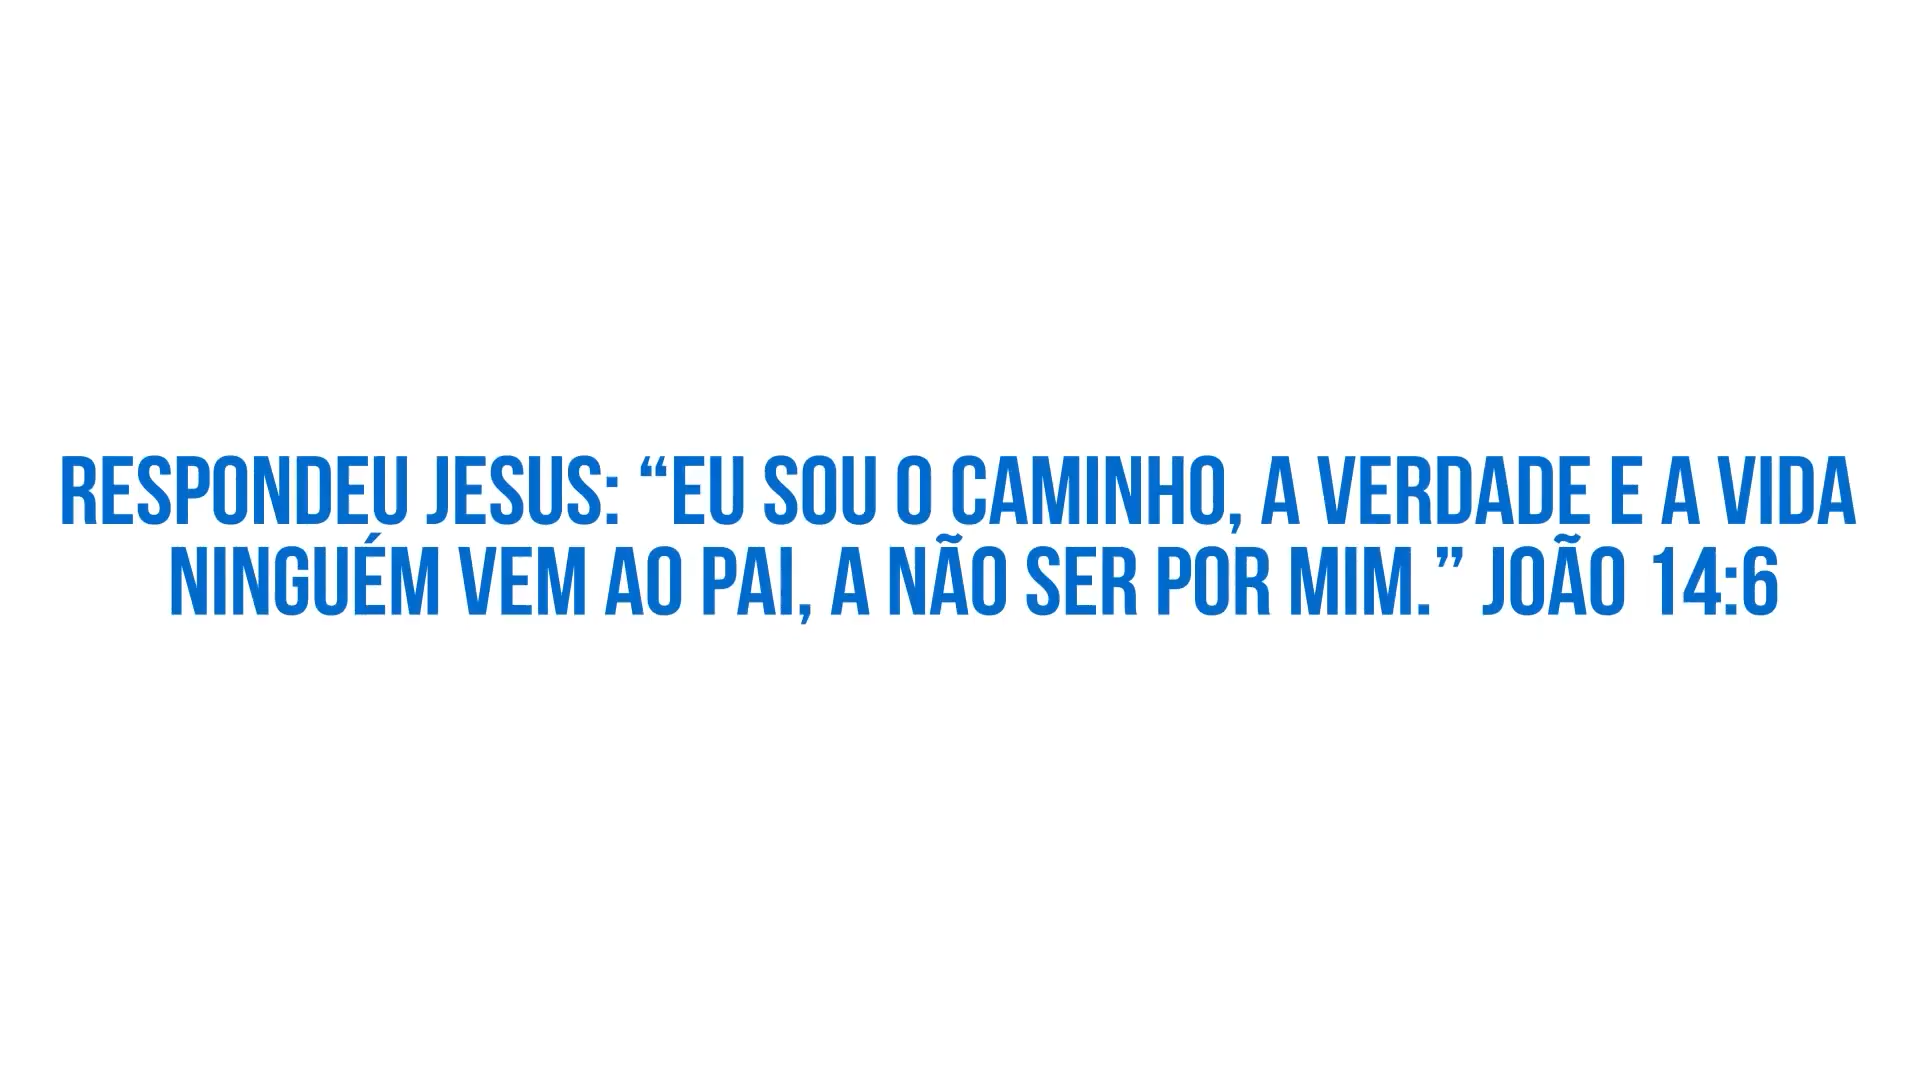 RESPONDEU JESUS: “EU SOU O CAMINHO, A VERDADE E A VIDA
NINGUÉM VEM AO PAI, A NÃO SER POR MIM.” JOÃO 14:6